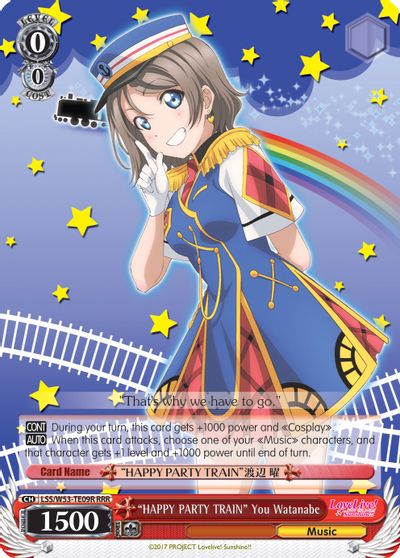 LEVEL
0
0
COST
"That's why we have to go."
CONT During your turn, this card gets +1000 power and «Cosplay».
AUTO When this card attacks, choose one of your «Music» characters, and
that character gets +1 level and +1000 power until end of turn.
Card Name "HAPPY PARTY TRAIN"渡辺 曜
CH LSS/W53-TE09R RRR
POWER
1500
"HAPPY PARTY TRAIN" You Watanabe
LoveLive!
Sunshine!!
Music
©2017 PROJECT Lovelive! Sunshine!!